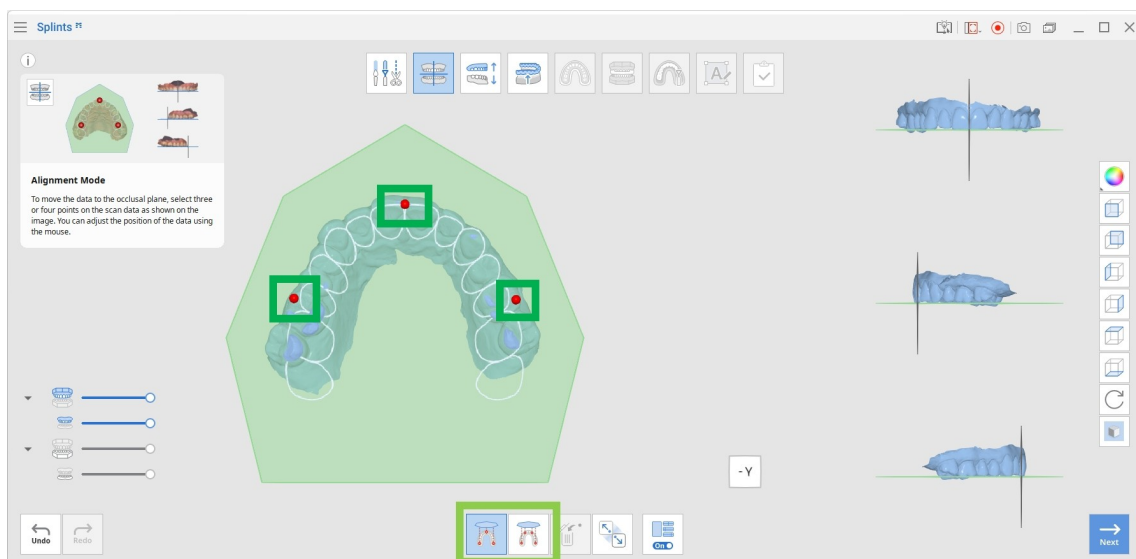 Splints
Alignment Mode
To move the data to the occlusal plane, select three
or four points on the scan data as shown on the
image. You can adjust the position of the data using
the mouse.
- Y
Undo
Redo
On
Next